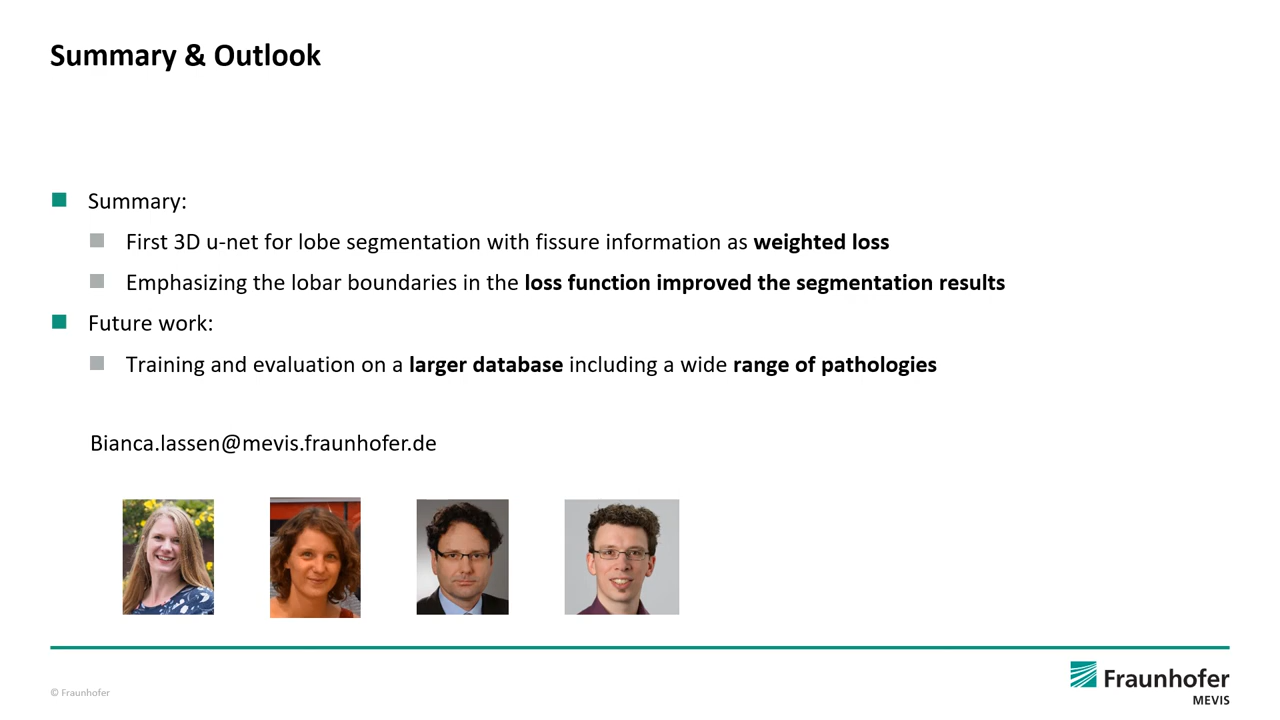 Summary & Outlook
Summary:
First 3D u-net for lobe segmentation with fissure information as weighted loss
Emphasizing the lobar boundaries in the loss function improved the segmentation results
Future work:
Training and evaluation on a larger database including a wide range of pathologies
Bianca.lassen@mevis.fraunhofer.de
© Fraunhofer
Fraunhofer
MEVIS